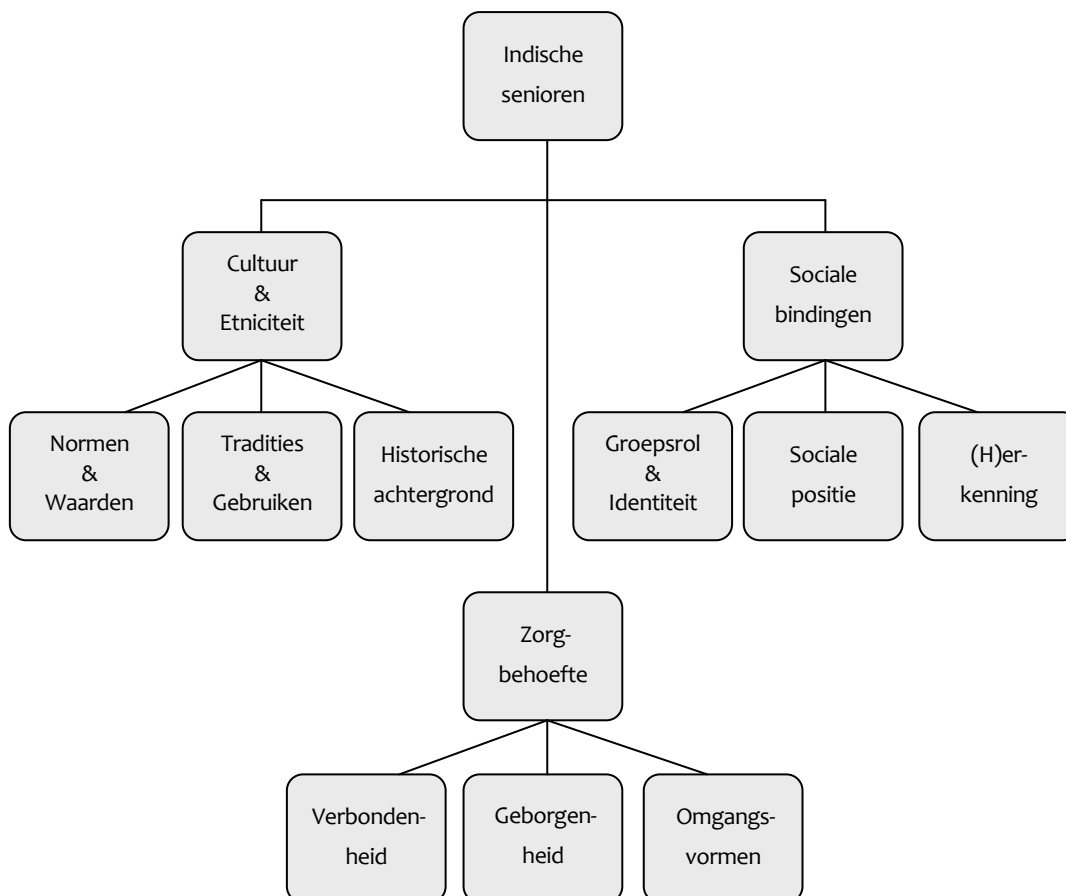 Indische
senioren
Cultuur
&
Etniciteit
Sociale
bindingen
Normen
&
Waarden
Tradities
&
Gebruiken
Historische
achtergrond
Groepsrol
&
Identiteit
Sociale
positie
(H)er-
kenning
Zorg-
behoefte
Verbonden-
heid
Geborgen-
heid
Omgangs-
vormen